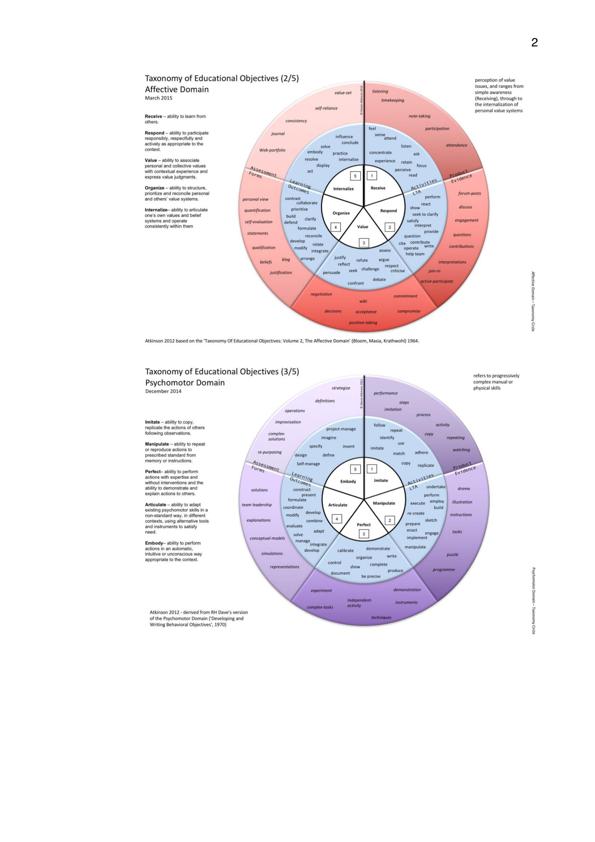 2
Taxonomy of Educational Objectives (2/5)
Affective Domain
March 2015
perception of value
issues, and ranges from
simple awareness
(Receiving), through to
the internalization of
personal value systems
Receive – ability to learn from
others.
Respond – ability to participate
responsibly, respectfully and
actively as appropriate to the
context.
Value – ability to associate
personal and collective values
with contextual experience and
express value judgements.
Organize – ability to structure,
prioritize and reconcile personal
and others' value systems.
Internalize– ability to articulate
one's own values and belief
systems and operate
consistently within them
value-set
self-reliance
consistency
journal
Web-portfolio
listening
timekeeping
note-taking
participation
attendance
Assessment
Forms
Learning
Outcomes
Activities
LTA
Product
Evidence
influence
conclude
solve
embody
practice
resolve
internalize
display
act
feel
sense
attend
listen
concentrate
ask
experience
retain
focus
perceive
read
5
1
Internalize
Receive
Organize
Respond
Value
4
2
3
contract
collaborate
prioritise
build
defend
clarify
formulate
reconcile
develop
modify
relate
integrate
arrange
perform
react
show
seek to clarify
satisfy
interpret
provide
question
cite
contribute
operate
write
help team
assess
justify
reflect
refute
argue
respect
persuade
seek
challenge
criticise
debate
confront
personal view
quantification
self-evaluation
statements
qualification
beliefs
blog
justification
forum-posts
discuss
engagement
questions
contributions
interpretations
join-in
active-participate
negotiation
wiki
commitment
decisions
acceptance
compromise
positive-taking
Affective Domain – Taxonomy Circle
Atkinson 2012 based on the 'Taxonomy Of Educational Objectives: Volume 2, The Affective Domain' (Bloom, Masia, Krathwohl) 1964.
Taxonomy of Educational Objectives (3/5)
Psychomotor Domain
December 2014
refers to progressively
complex manual or
physical skills
Imitate – ability to copy,
replicate the actions of others
following observations.
Manipulate – ability to repeat
or reproduce actions to
prescribed standard from
memory or instructions.
Perfect– ability to perform
actions with expertise and
without interventions and the
ability to demonstrate and
explain actions to others.
Articulate – ability to adapt
existing psychomotor skills in a
non-standard way, in different
contexts, using alternative tools
and instruments to satisfy
need.
Embody– ability to perform
actions in an automatic,
intuitive or unconscious way
appropriate to the context.
strategise
definitions
operations
improvisation
complex
solutions
re-purposing
performance
steps
imitation
process
activity
copy
repeating
watching
Assessment
Forms
Learning
Outcomes
Activities
LTA
Product
Evidence
project-manage
imagine
specify
invent
design
define
Self-manage
follow
repeat
identify
use
imitate
match
adhere
copy
replicate
5
1
Embody
Imitate
Articulate
Manipulate
Perfect
4
2
3
construct
present
formulate
coordinate
modify
develop
combine
evaluate
adapt
solve
manage
integrate
develop
undertake
perform
execute
employ
build
re-create
sketch
prepare
enact
engage
implement
manipulate
calibrate
demonstrate
organize
write
control
show
complete
document
produce
be precise
solutions
team leadership
explanations
conceptual-models
simulations
representations
drama
illustration
instructions
tasks
puzzle
programme
experiment
demonstration
complex-tasks
independent
activity
instruments
techniques
Psychomotor Domain – Taxonomy Circle
Atkinson 2012 - derived from RH Dave's version
of the Psychomotor Domain ('Developing and
Writing Behavioral Objectives', 1970)